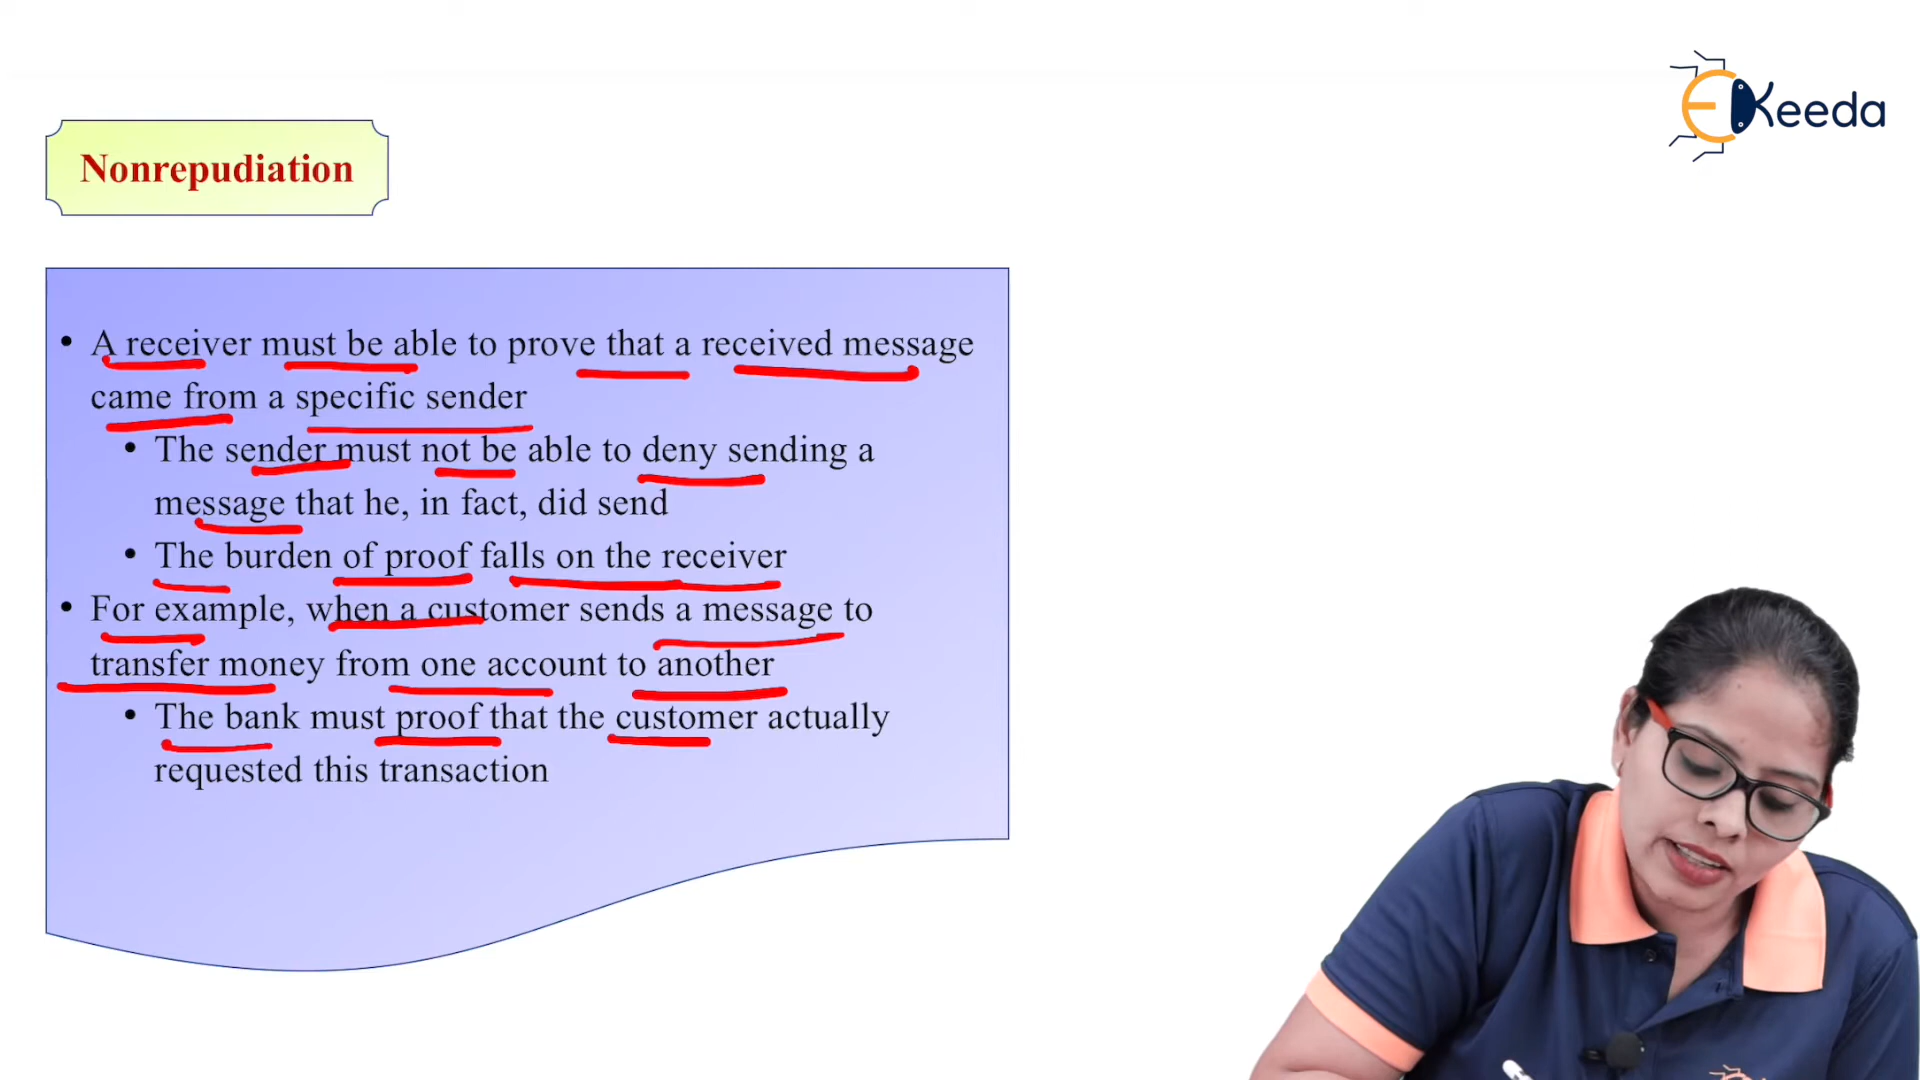 EKeeda
Nonrepudiation
• A receiver must be able to prove that a received message
came from a specific sender
• The sender must not be able to deny sending a
message that he, in fact, did send
• The burden of proof falls on the receiver
• For example, when a customer sends a message to
transfer money from one account to another
• The bank must proof that the customer actually
requested this transaction